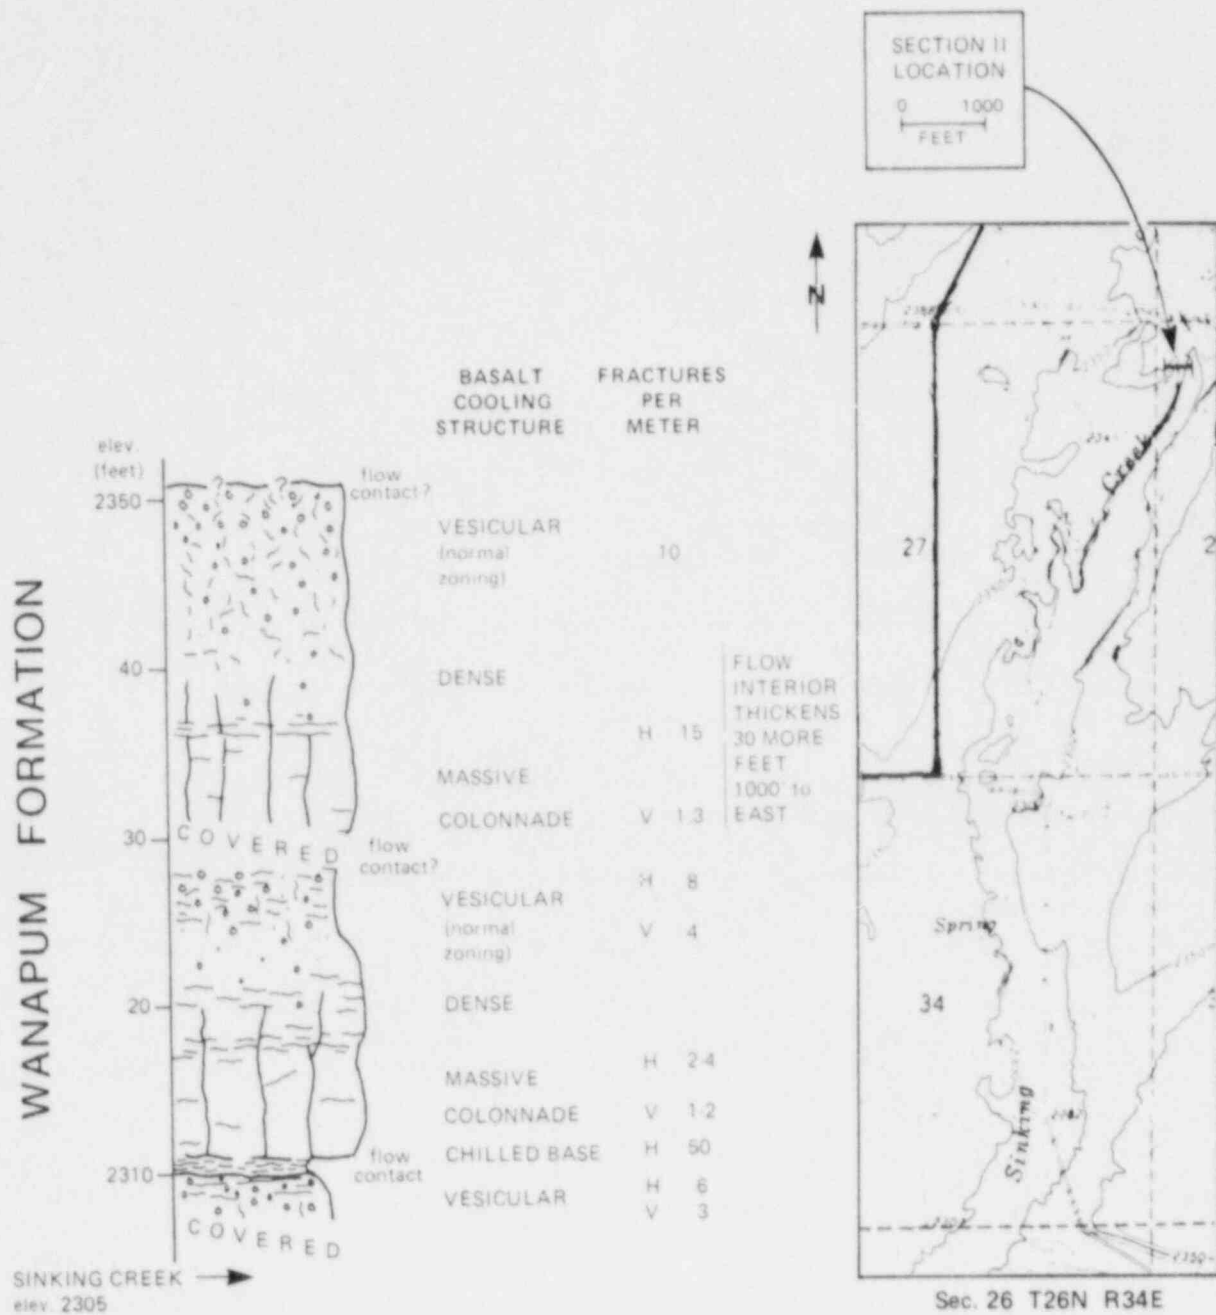 SECTION II
LOCATION
0 1000
FEET
N
BASALT
COOLING
STRUCTURE
FRACTURES
PER
METER
elev.
(feet)
2350
40
30
20
2310
WANAPUM FORMATION
? ?
flow
contact?
VESICULAR
(normal
zoning)
10
DENSE
H 15
MASSIVE
COLONNADE V 1.3
FLOW
INTERIOR
THICKENS
30 MORE
FEET
1000' to
EAST
COVERED
flow
contact?
H 8
VESICULAR
(normal
zoning)
V 4
DENSE
H 2-4
MASSIVE
COLONNADE V 1-2
flow
contact
CHILLED BASE H 50
VESICULAR H 6
V 3
COVERED
SINKING CREEK
elev. 2305
Creek
27
2
Spring
34
Sinking
2350
Sec. 26 T26N R34E